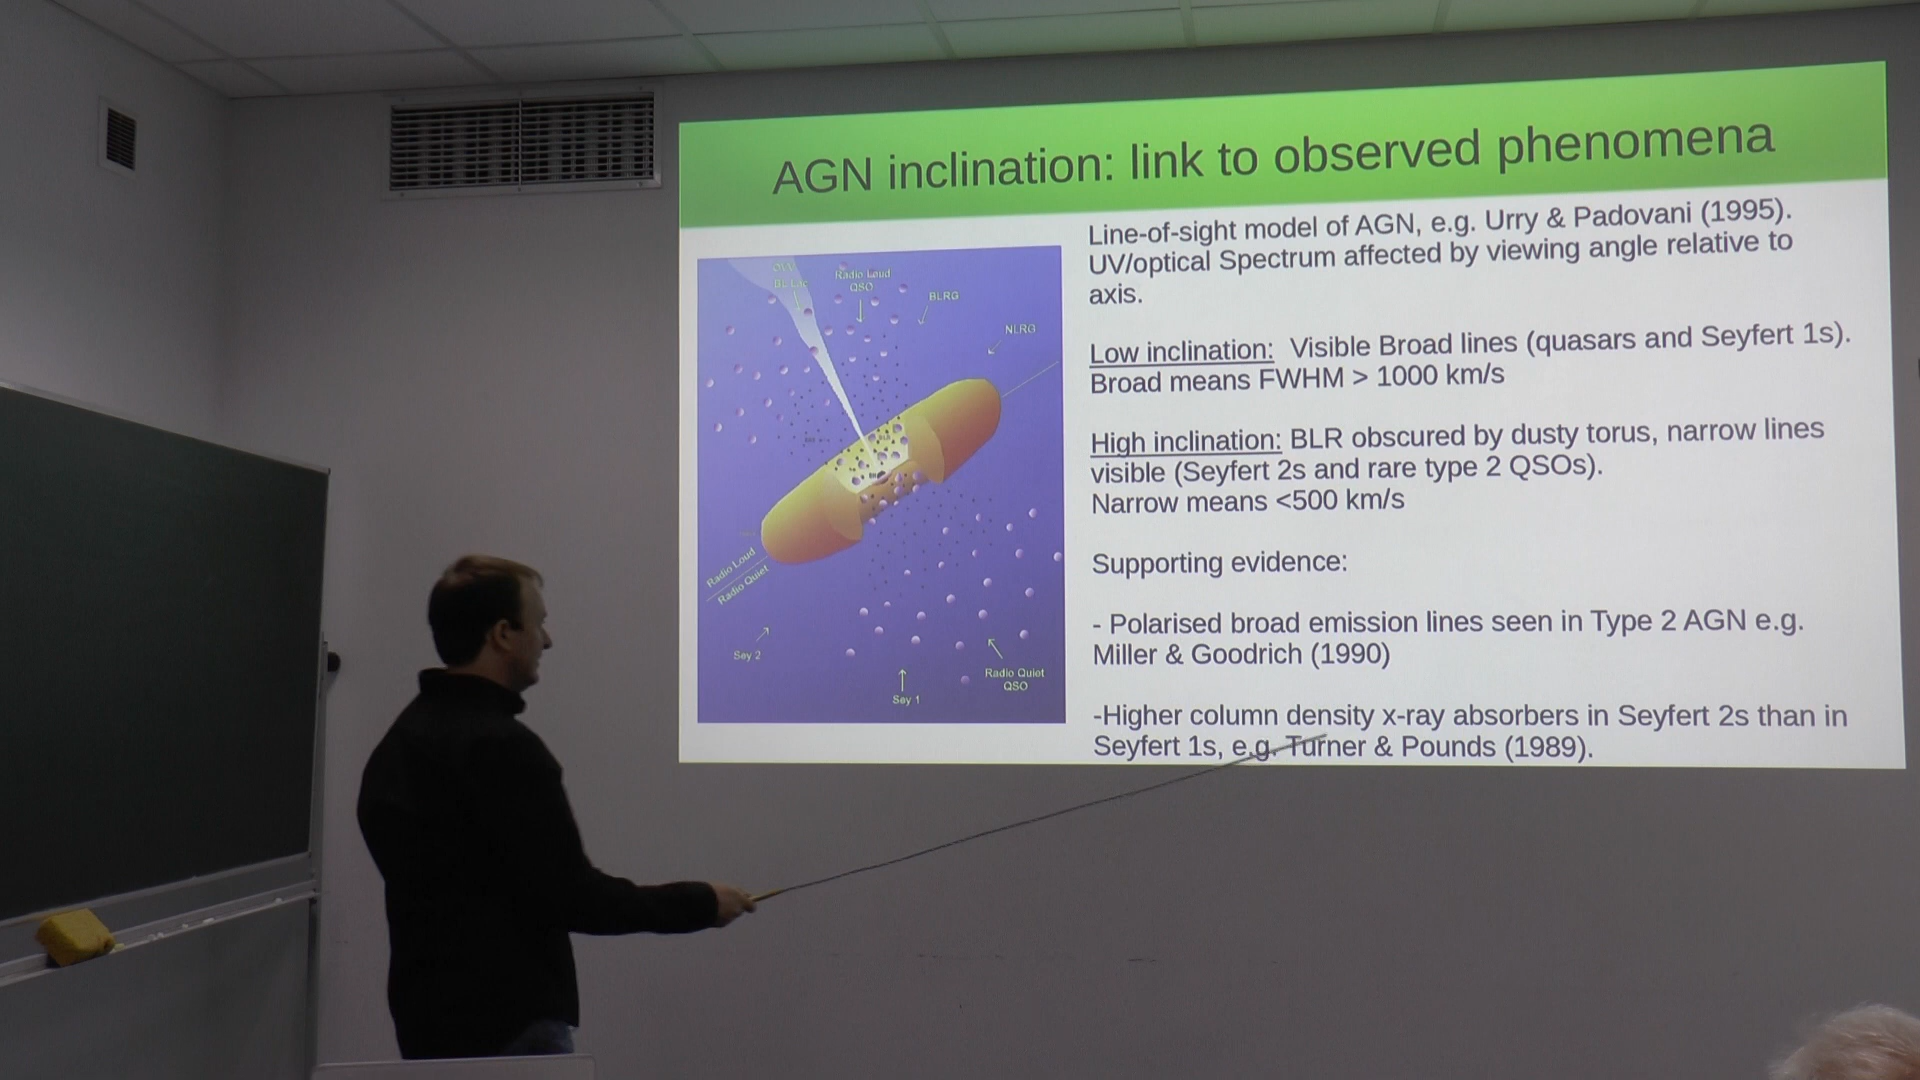 AGN inclination: link to observed phenomena
Line-of-sight model of AGN, e.g. Urry & Padovani (1995).
UV/optical Spectrum affected by viewing angle relative to
axis.
Low inclination: Visible Broad lines (quasars and Seyfert 1s).
Broad means FWHM > 1000 km/s
High inclination: BLR obscured by dusty torus, narrow lines
visible (Seyfert 2s and rare type 2 QSOs).
Narrow means <500 km/s
Supporting evidence:
- Polarised broad emission lines seen in Type 2 AGN e.g.
Miller & Goodrich (1990)
-Higher column density x-ray absorbers in Seyfert 2s than in
Seyfert 1s, e.g. Turner & Pounds (1989).
BL Lac
Radio Loud
QSO
BLRG
NLRG
Radio Loud
Radio Quiet
Sey 2
Sey 1
Radio Quiet
QSO